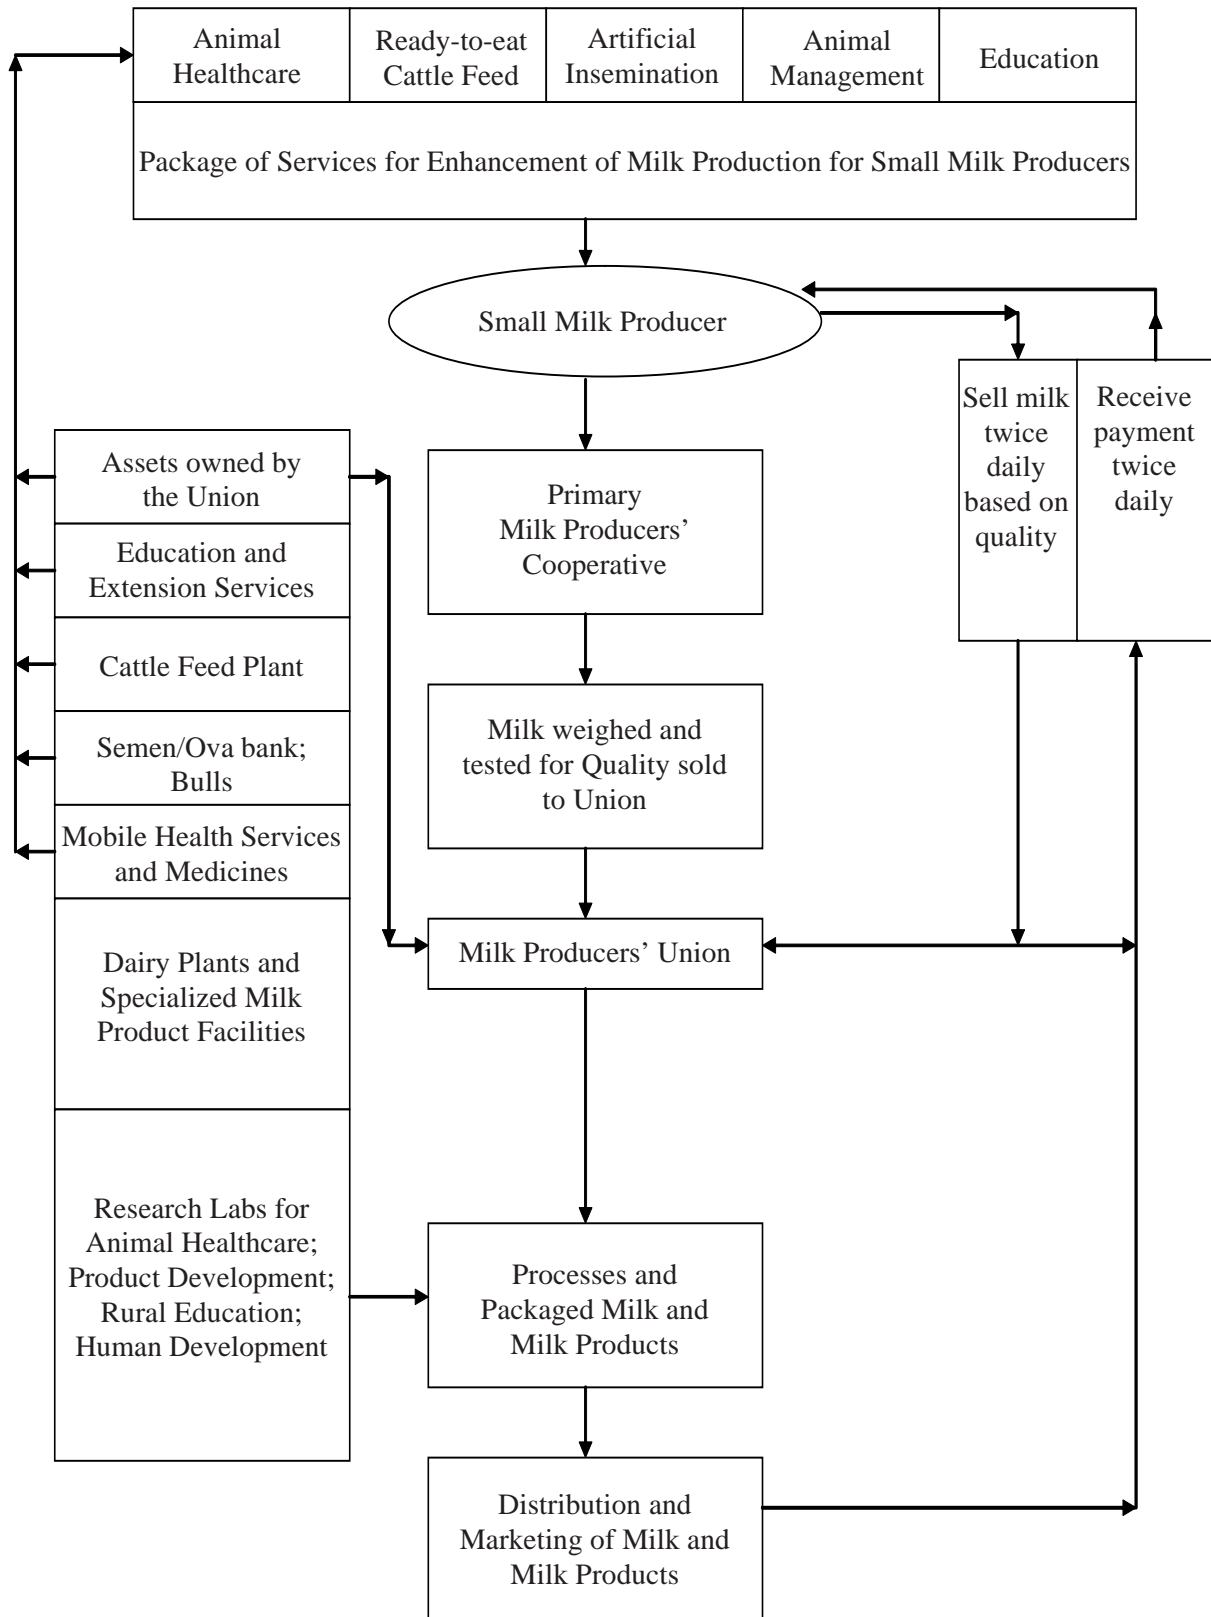 Animal
Healthcare
Ready-to-eat
Cattle Feed
Artificial
Insemination
Animal
Management
Education
Package of Services for Enhancement of Milk Production for Small Milk Producers
Small Milk Producer
Sell milk
twice
daily
based on
quality
Receive
payment
twice
daily
Assets owned by
the Union
Education and
Extension Services
Cattle Feed Plant
Semen/Ova bank;
Bulls
Mobile Health Services
and Medicines
Dairy Plants and
Specialized Milk
Product Facilities
Research Labs for
Animal Healthcare;
Product Development;
Rural Education;
Human Development
Primary
Milk Producers’
Cooperative
Milk weighed and
tested for Quality sold
to Union
Milk Producers’ Union
Processes and
Packaged Milk and
Milk Products
Distribution and
Marketing of Milk and
Milk Products